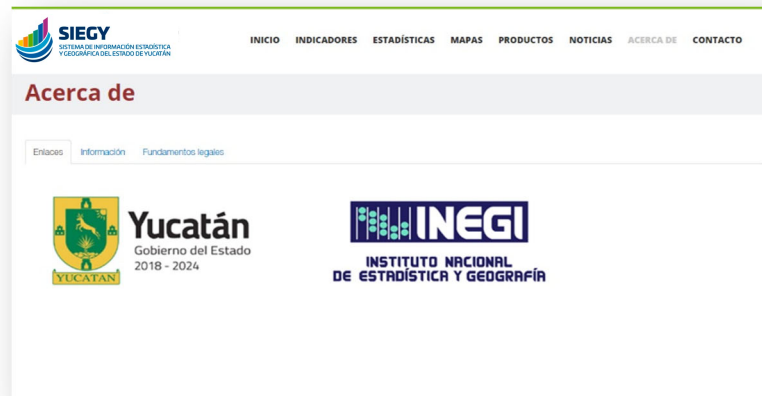 SIEGY
SISTEMA DE INFORMACIÓN ESTADÍSTICA
Y GEOGRÁFICA DEL ESTADO DE YUCATÁN
INICIO INDICADORES ESTADÍSTICAS MAPAS PRODUCTOS NOTICIAS ACERCA DE CONTACTO
Acerca de
Enlaces Información Fundamentos legales
Yucatán
Gobierno del Estado
2018 - 2024
YUCATAN
INEGI
INSTITUTO NACIONAL
DE ESTADÍSTICA Y GEOGRAFÍA